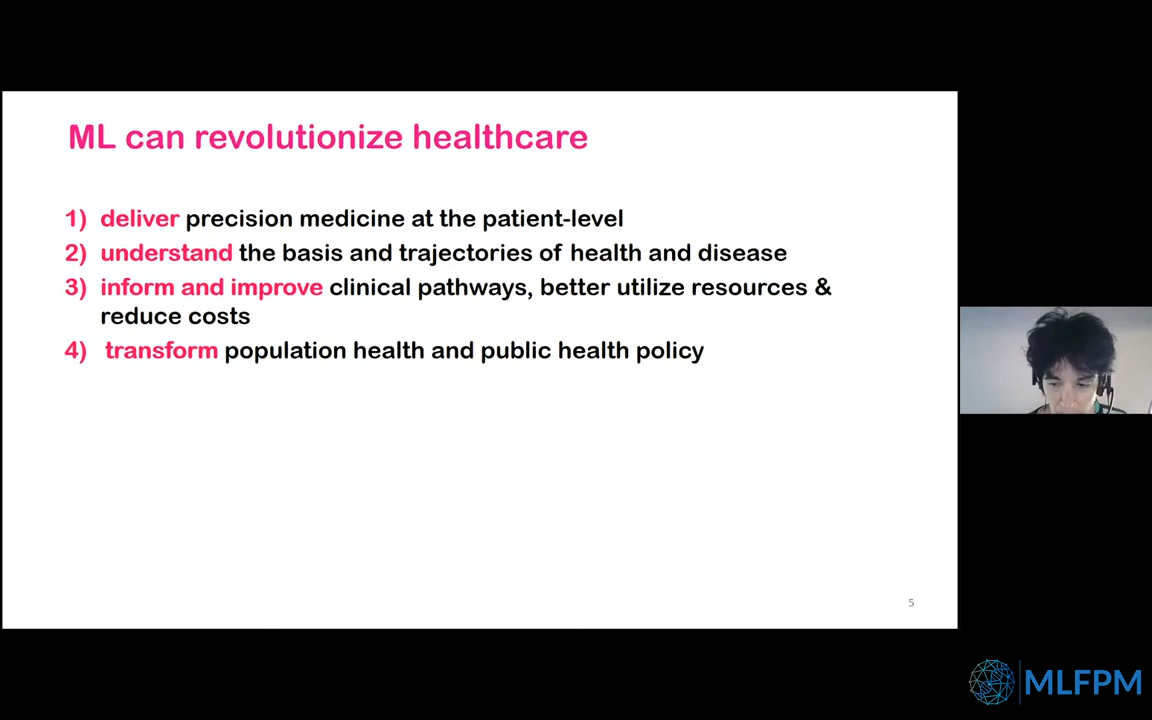 ML can revolutionize healthcare
1) deliver precision medicine at the patient-level
2) understand the basis and trajectories of health and disease
3) inform and improve clinical pathways, better utilize resources &
reduce costs
4) transform population health and public health policy
5
MLFPM